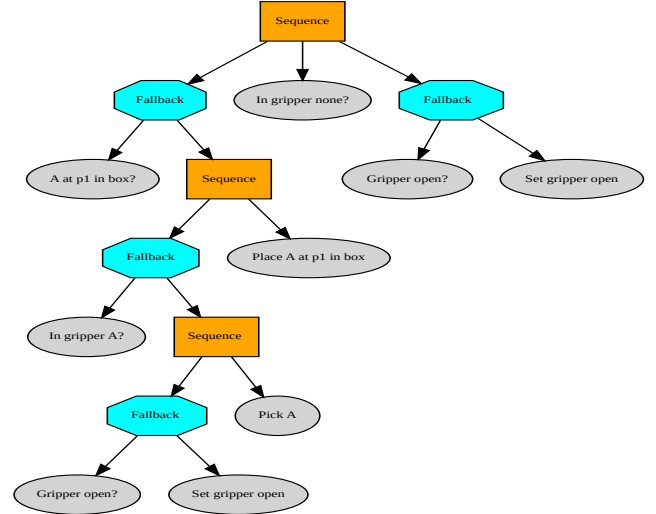 Sequence
Fallback
In gripper none?
Fallback
A at p1 in box?
Sequence
Gripper open?
Set gripper open
Fallback
Place A at p1 in box
In gripper A?
Sequence
Fallback
Pick A
Gripper open?
Set gripper open